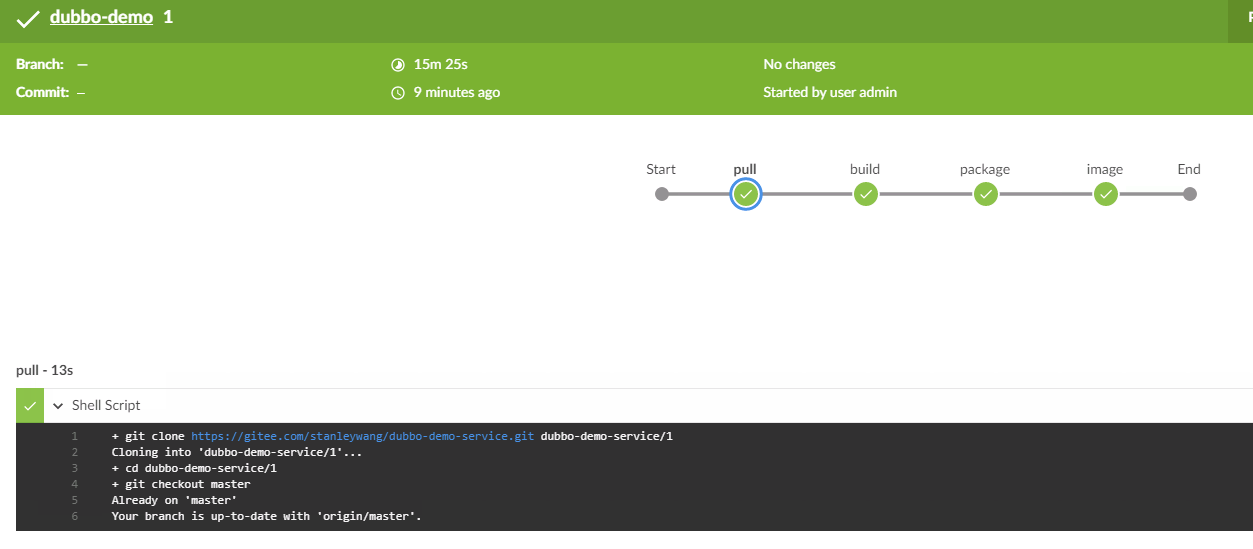 dubbo-demo 1
Branch: — 15m 25s No changes
Commit: – 9 minutes ago Started by user admin
Start pull build package image End
pull - 13s
Shell Script
1 + git clone https://gitee.com/stanleywang/dubbo-demo-service.git dubbo-demo-service/1
2 Cloning into 'dubbo-demo-service/1'...
3 + cd dubbo-demo-service/1
4 + git checkout master
5 Already on 'master'
6 Your branch is up-to-date with 'origin/master'.